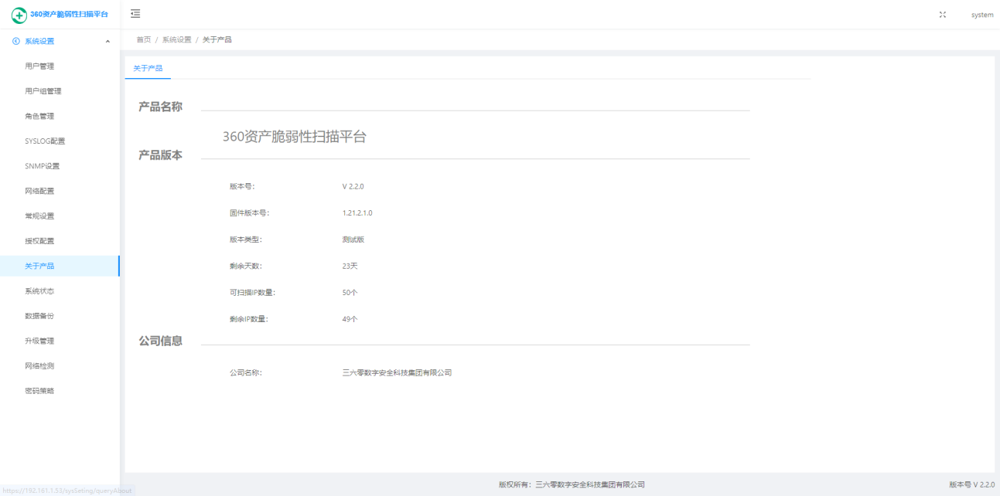 360资产脆弱性扫描平台
system
系统设置
首页 / 系统设置 / 关于产品
用户管理
用户组管理
角色管理
SYSLOG配置
SNMP设置
网络配置
常规设置
授权配置
关于产品
系统状态
数据备份
升级管理
网络检测
密码策略
关于产品
产品名称
360资产脆弱性扫描平台
产品版本
版本号： V 2.2.0
固件版本号： 1.21.2.1.0
版本类型： 测试版
剩余天数： 23天
可扫描IP数量： 50个
剩余IP数量： 49个
公司信息
公司名称： 三六零数字安全科技集团有限公司
https://192.161.1.53/sysSeting/queryAbout
版权所有：三六零数字安全科技集团有限公司
版本号 V 2.2.0